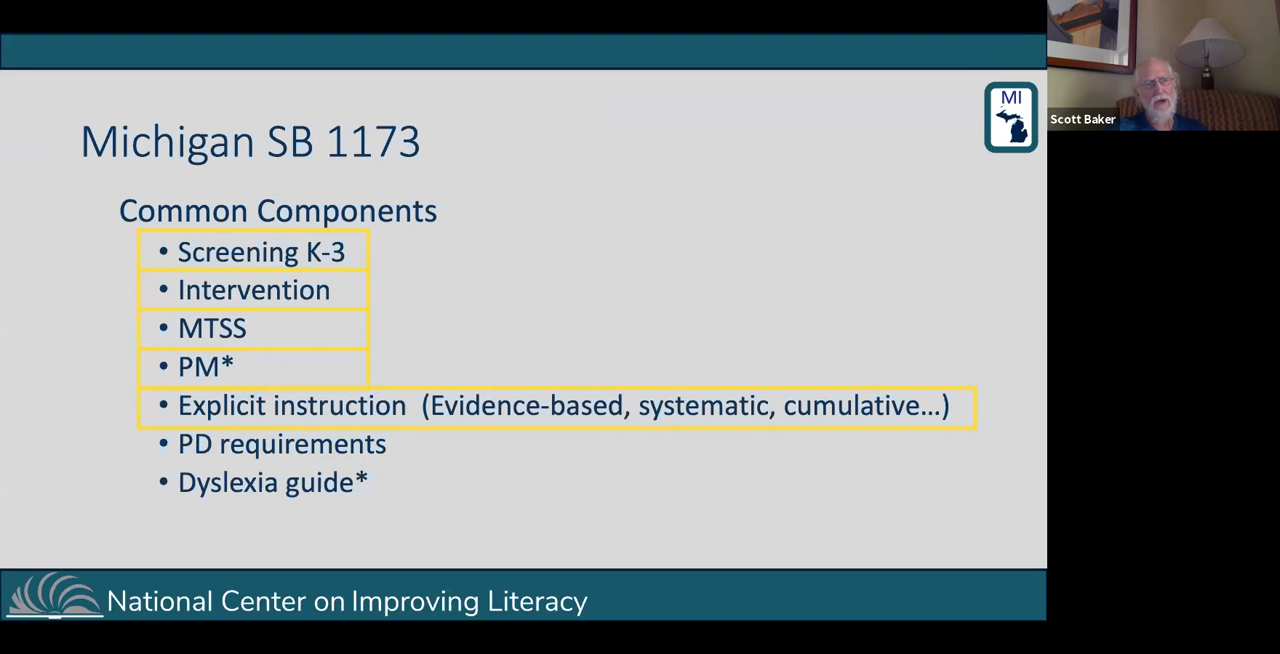 MI
Scott Baker
Michigan SB 1173
Common Components
• Screening K-3
• Intervention
• MTSS
• PM*
• Explicit instruction (Evidence-based, systematic, cumulative...)
• PD requirements
• Dyslexia guide*
National Center on Improving Literacy